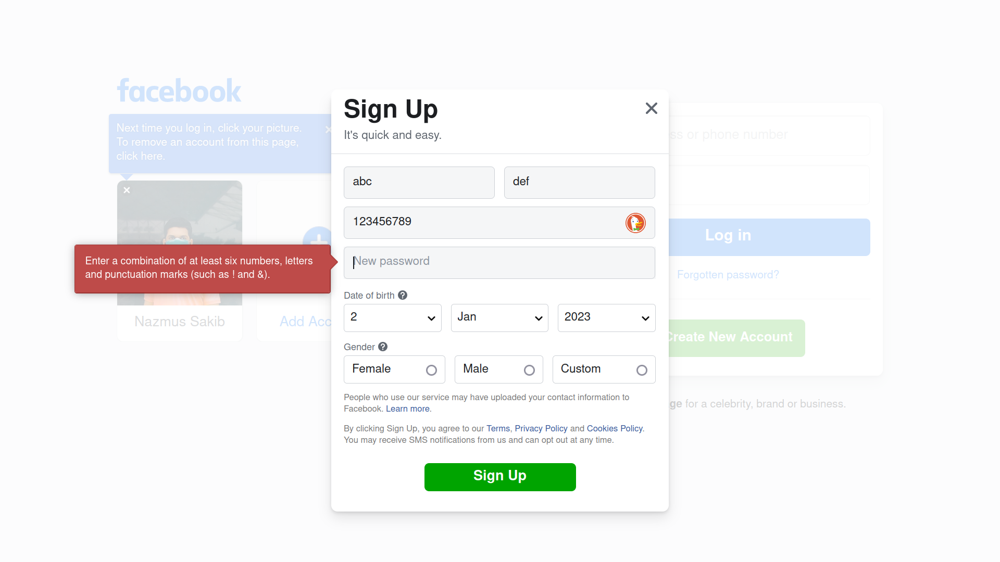 facebook
Next time you log in, click your picture.
To remove an account from this page,
click here.
Nazmus Sakib
Add Acc
Enter a combination of at least six numbers, letters
and punctuation marks (such as ! and &).
Sign Up
It's quick and easy.
abc
def
123456789
New password
Date of birth ?
2
Jan
2023
Gender ?
Female
Male
Custom
People who use our service may have uploaded your contact information to
Facebook. Learn more.
By clicking Sign Up, you agree to our Terms, Privacy Policy and Cookies Policy.
You may receive SMS notifications from us and can opt out at any time.
Sign Up
ss or phone number
Log in
Forgotten password?
Create New Account
ge for a celebrity, brand or business.